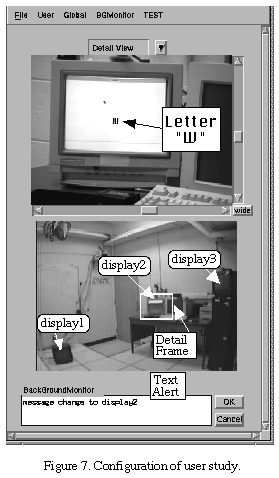 File User Global BGMonitor TEST
Detail View
W
Letter
"W"
wide
display1
display2
display3
Detail
Frame
Text
Alert
BackGroundMonitor
message change to display2
OK
Cancel
Figure 7. Configuration of user study.